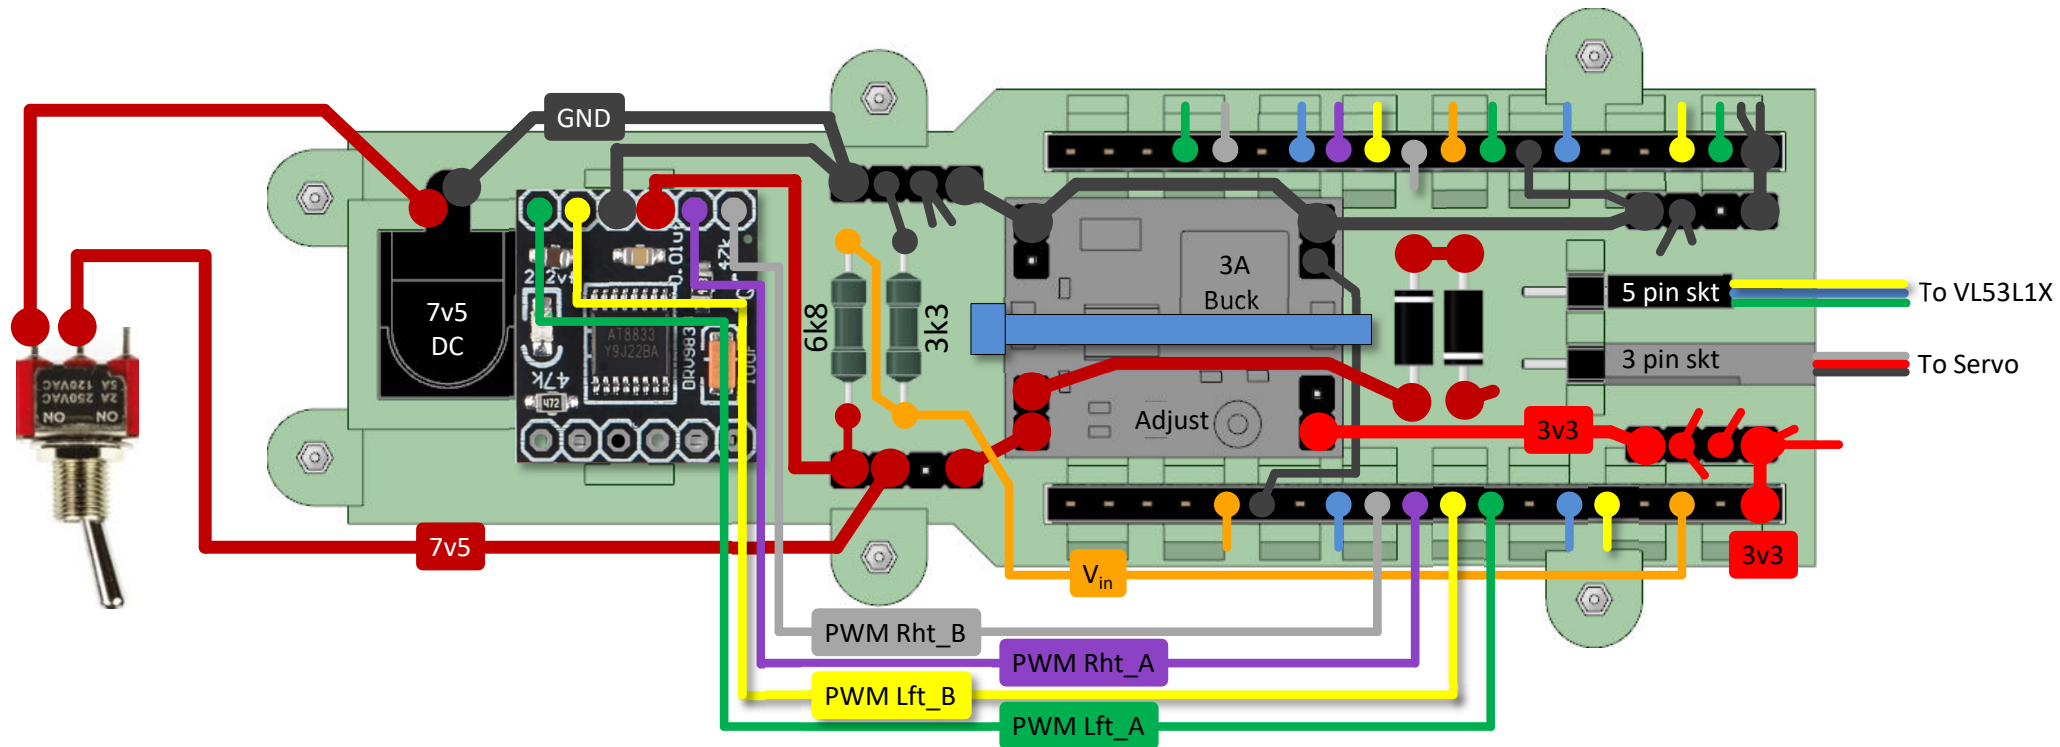 GND
7v5
DC
2A 250VAC
5A 120VAC
ON
ON
2.2uf
0.01uf
47k
AT8833
Y9J22BA
DRV8833
10uF
47k
472
6k8
3k3
3A
Buck
Adjust
5 pin skt
To VL53L1X
3 pin skt
To Servo
3v3
7v5
3v3
Vin
PWM Rht_B
PWM Rht_A
PWM Lft_B
PWM Lft_A